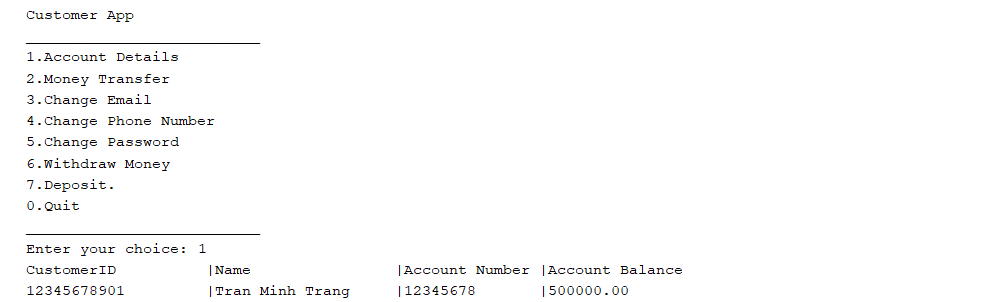 Customer App
__________________________
1.Account Details
2.Money Transfer
3.Change Email
4.Change Phone Number
5.Change Password
6.Withdraw Money
7.Deposit.
0.Quit
__________________________
Enter your choice: 1
CustomerID          |Name                |Account Number |Account Balance
12345678901         |Tran Minh Trang     |12345678       |500000.00